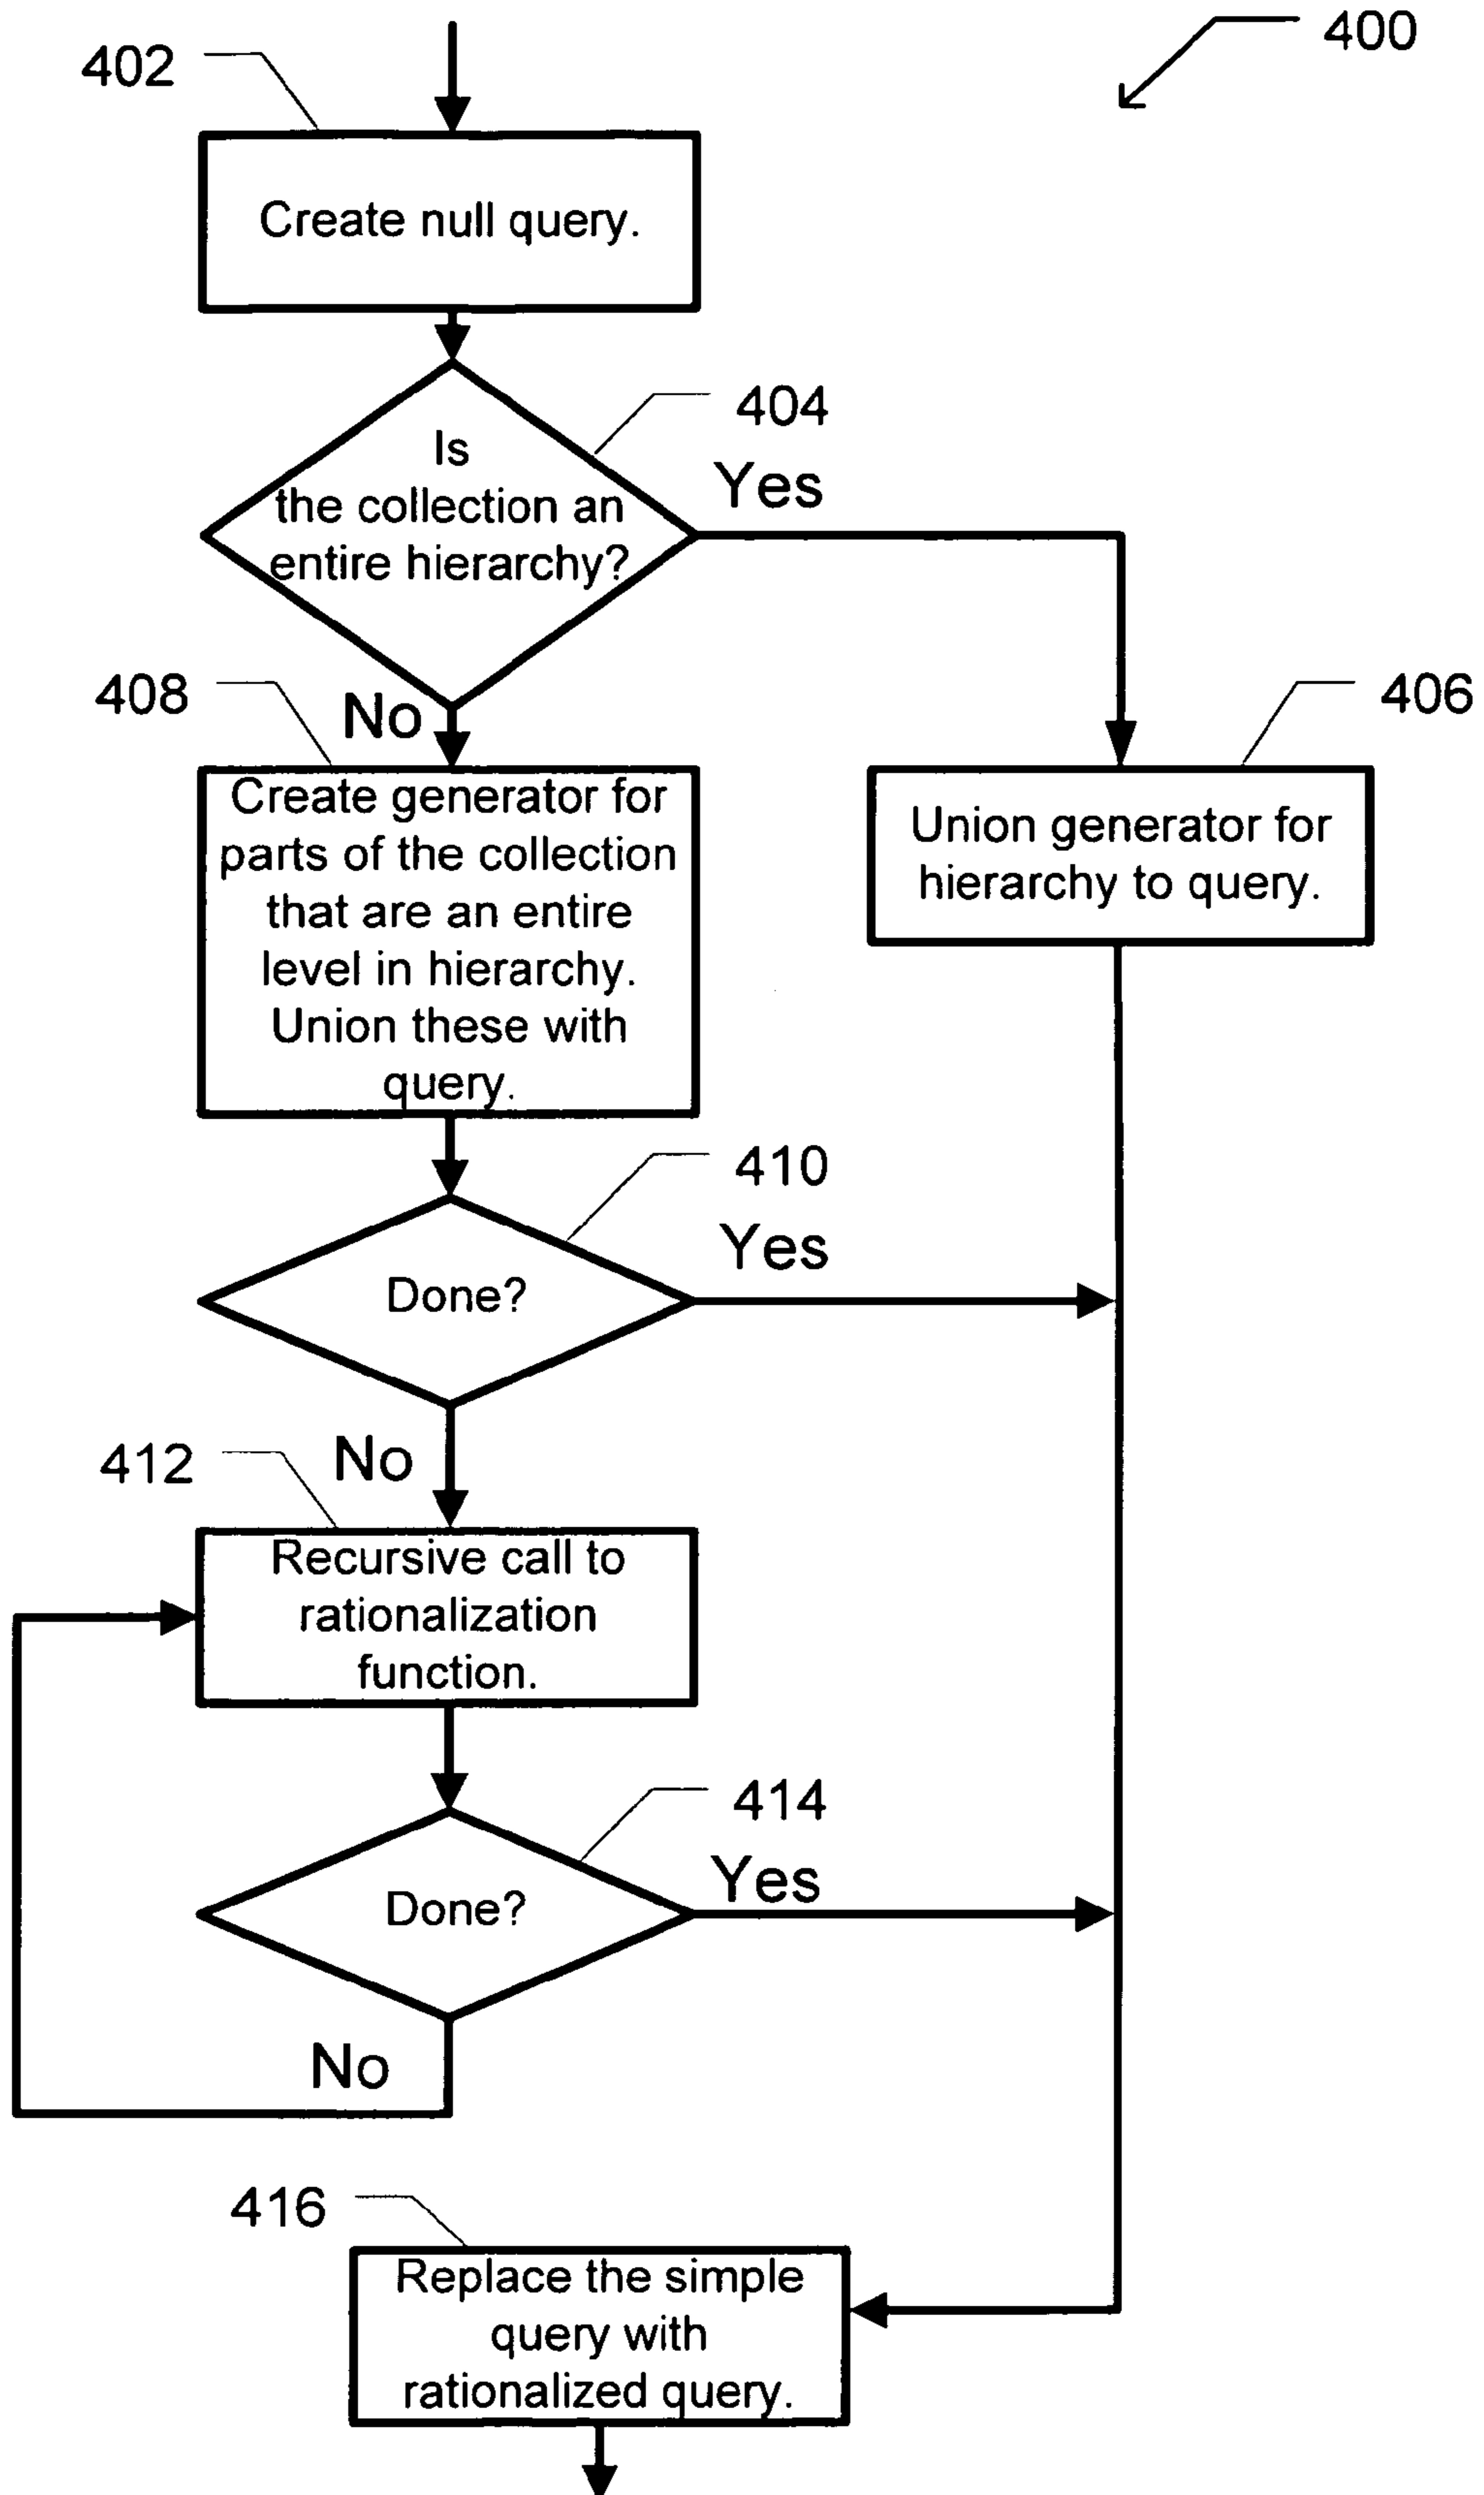 400
402
Create null query.
404
Is
the collection an
entire hierarchy?
Yes
No
408
Create generator for
parts of the collection
that are an entire
level in hierarchy.
Union these with
query.
406
Union generator for
hierarchy to query.
410
Done?
Yes
No
412
Recursive call to
rationalization
function.
414
Done?
Yes
No
416
Replace the simple
query with
rationalized query.